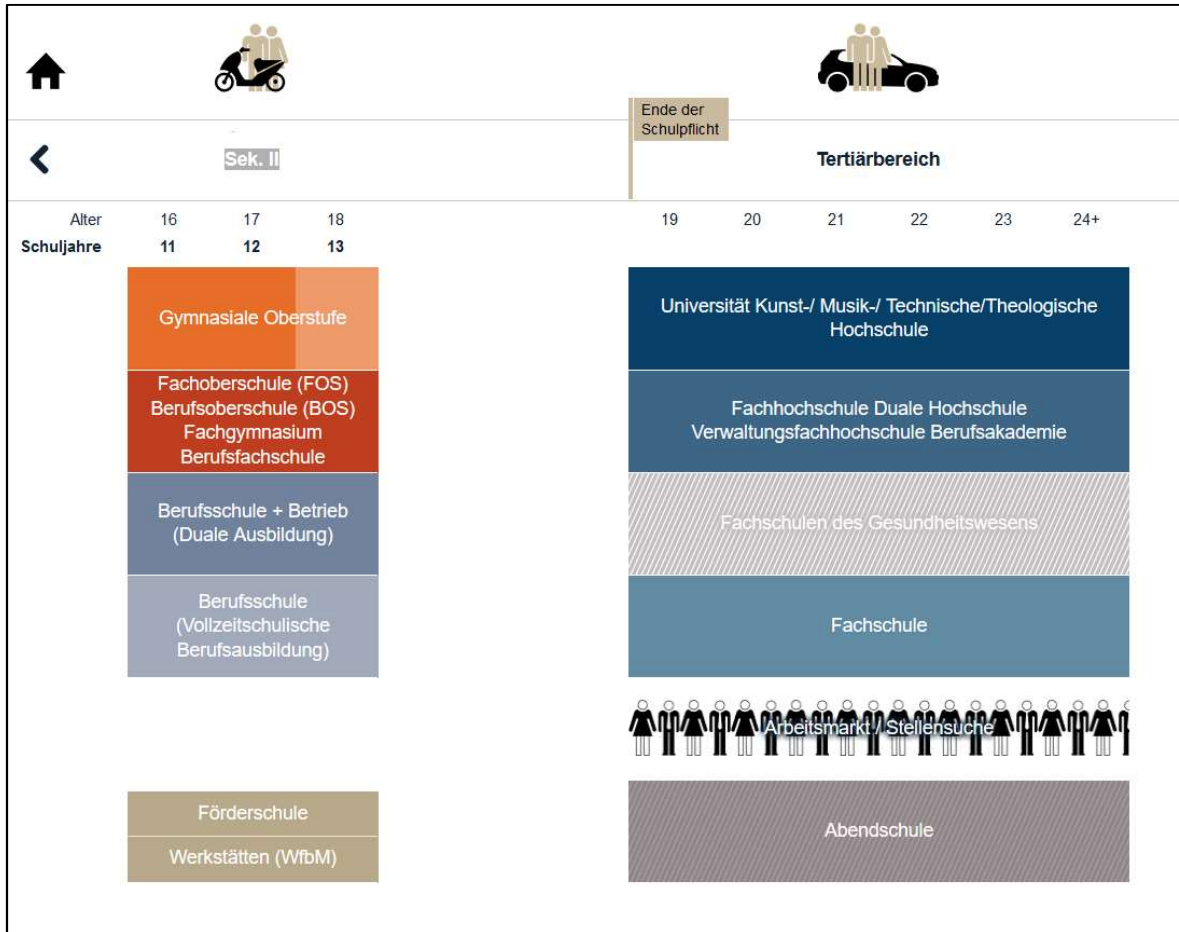 Ende der
Schulpflicht
Sek. II
Tertiärbereich
Alter 16 17 18 19 20 21 22 23 24+
Schuljahre 11 12 13
Gymnasiale Oberstufe
Universität Kunst-/ Musik-/ Technische/Theologische
Hochschule
Fachoberschule (FOS)
Berufsoberschule (BOS)
Fachgymnasium
Berufsfachschule
Fachhochschule Duale Hochschule
Verwaltungsfachhochschule Berufsakademie
Berufsschule + Betrieb
(Duale Ausbildung)
Fachschulen des Gesundheitswesens
Berufsschule
(Vollzeitschulische
Berufsausbildung)
Fachschule
Arbeitsmarkt / Stellensuche
Förderschule
Werkstätten (WfbM)
Abendschule